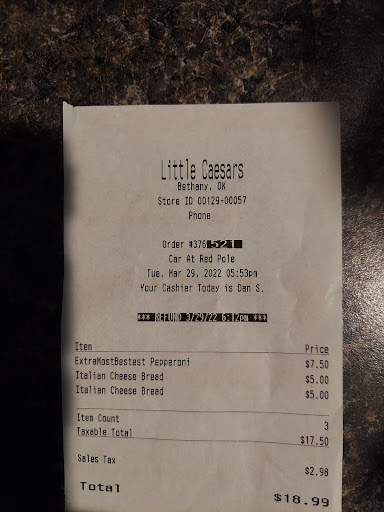 Little Caesars
Bethany, OK
Store ID 00129-00057
Phone
Order #376 521
Car At Red Pole
Tue, Mar 29, 2022 05:53pm
Your Cashier Today is Dan S.
*** REFUND 3/29/22 6:12pm ***
Item Price
ExtraMostBestest Pepperoni $7.50
Italian Cheese Bread $5.00
Italian Cheese Bread $5.00
Item Count 3
Taxable Total $17.50
Sales Tax $2.98
Total $18.99